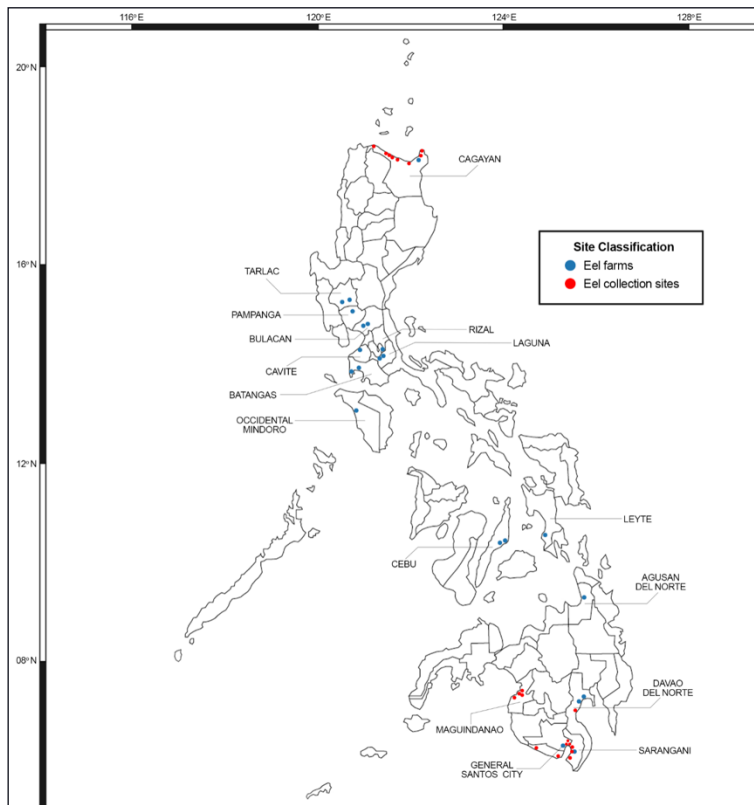 116°E
120°E
124°E
128°E
20°N
CAGAYAN
Site Classification
Eel farms
Eel collection sites
16°N
TARLAC
PAMPANGA
BULACAN
RIZAL
LAGUNA
CAVITE
BATANGAS
OCCIDENTAL
MINDORO
12°N
LEYTE
CEBU
AGUSAN
DEL NORTE
08°N
DAVAO
DEL NORTE
MAGUINDANAO
SARANGANI
GENERAL
SANTOS CITY